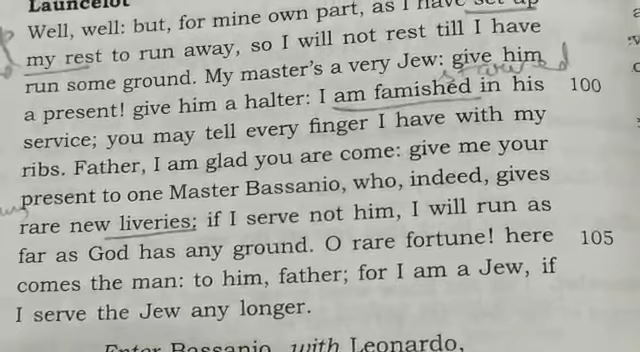 Launcelot
Well, well: but, for mine own part, as I have set up
my rest to run away, so I will not rest till I have
run some ground. My master's a very Jew: give him
starved
a present! give him a halter: I am famished in his 100
service; you may tell every finger I have with my
ribs. Father, I am glad you are come: give me your
present to one Master Bassanio, who, indeed, gives
rare new liveries; if I serve not him, I will run as
far as God has any ground. O rare fortune! here 105
comes the man: to him, father; for I am a Jew, if
I serve the Jew any longer.
Enter Bassanio, with Leonardo,